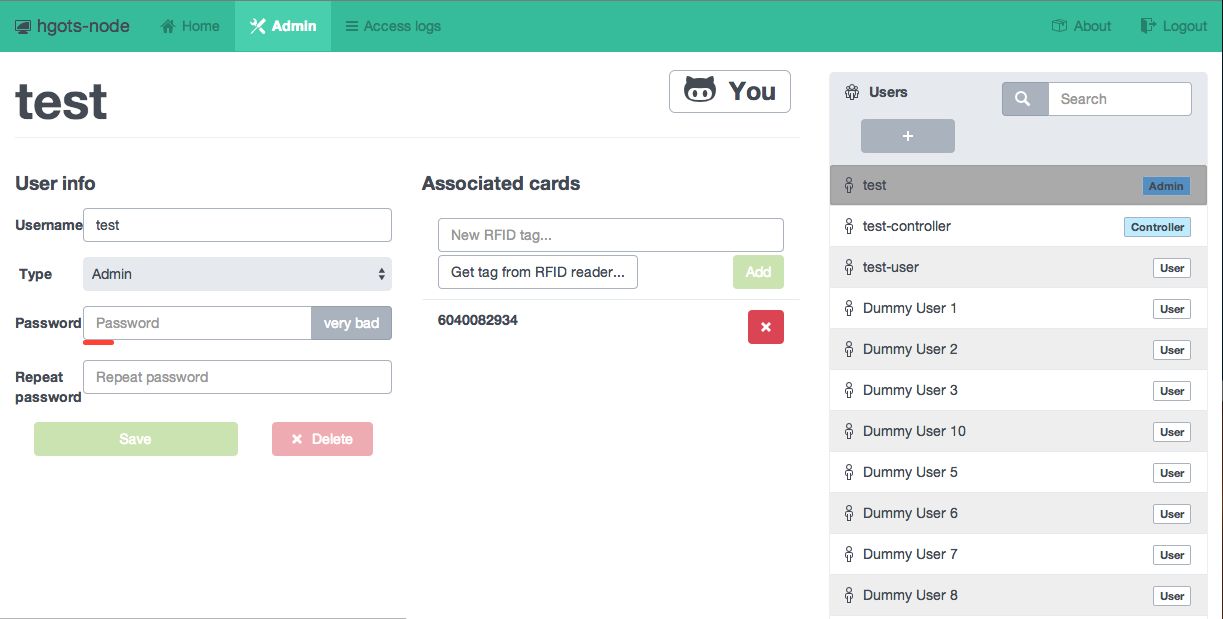 hgots-node Home Admin Access logs About Logout
test
You
User info
Username test
Type Admin
Password Password very bad
Repeat password Repeat password
Save Delete
Associated cards
New RFID tag...
Get tag from RFID reader... Add
6040082934
Users Search
+
test Admin
test-controller Controller
test-user User
Dummy User 1 User
Dummy User 2 User
Dummy User 3 User
Dummy User 10 User
Dummy User 5 User
Dummy User 6 User
Dummy User 7 User
Dummy User 8 User